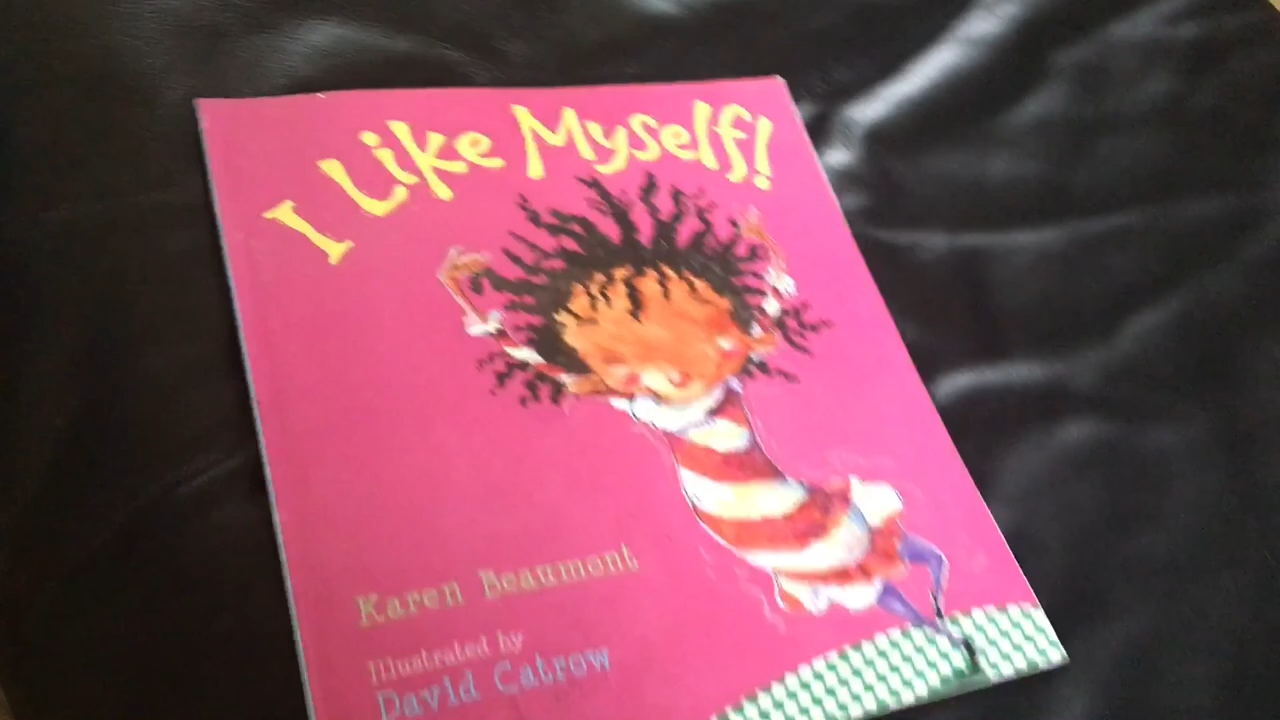 I Like Myself!
Karen Beaumont
Illustrated by
David Catrow